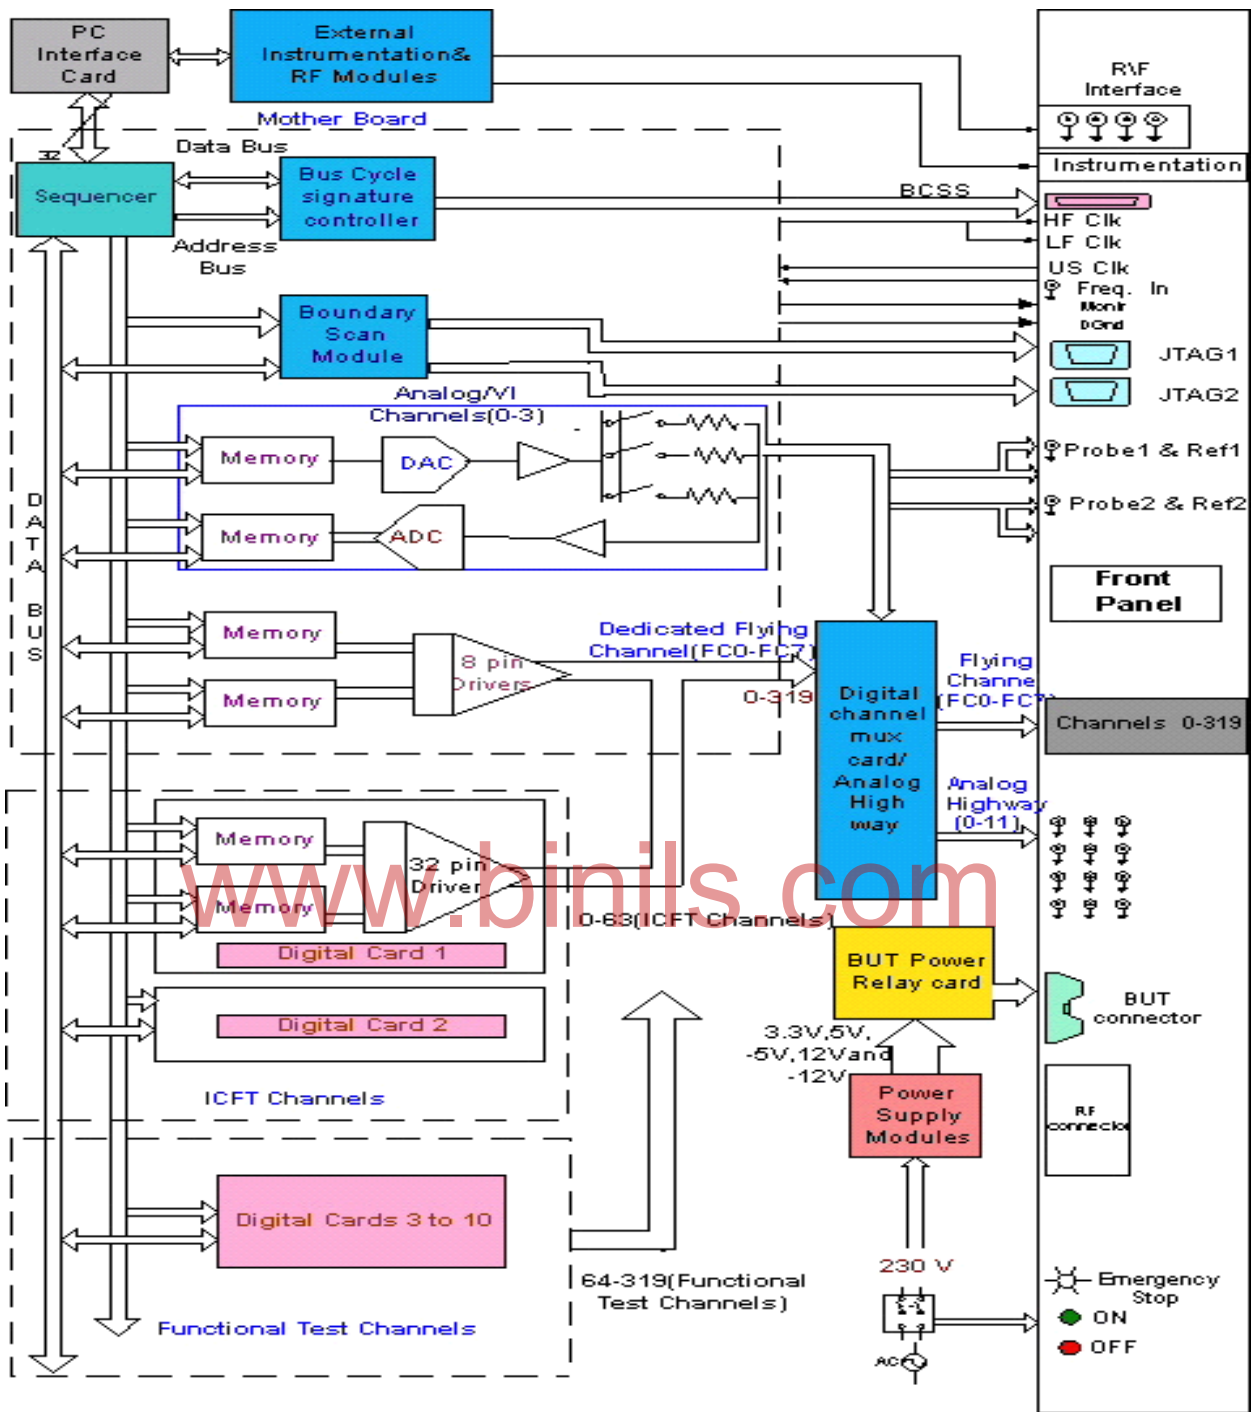 PC
Interface
Card
External
Instrumentation&
RF Modules
R\F
Interface
Mother Board
32
Data Bus
Sequencer
Bus Cycle
signature
controller
Address
Bus
BCSS
Instrumentation
HF Clk
LF Clk
US Clk
Freq. In
Monitr
DGnd
Boundary
Scan
Module
JTAG1
JTAG2
Analog/VI
Channels(0-3)
Memory
DAC
Memory
ADC
Probe1 & Ref1
Probe2 & Ref2
DATA BUS
Front
Panel
Memory
Memory
8 pin
Drivers
Dedicated Flying
Channel(FC0-FC7)
0-319
Digital
channel
mux
card/
Analog
High
way
Flying
Channe
(FC0-FC7)
Channels 0-319
Analog
Highway
(0-11)
Memory
Memory
32 pin
Driver
Digital Card 1
Digital Card 2
ICFT Channels
www.binils.com
0-63(ICFT Channels)
BUT Power
Relay card
BUT
connector
3.3V,5V,
-5V,12Vand
-12V
Power
Supply
Modules
RF
connector
Digital Cards 3 to 10
Functional Test Channels
64-319(Functional
Test Channels)
230 V
AC
Emergency
Stop
ON
OFF